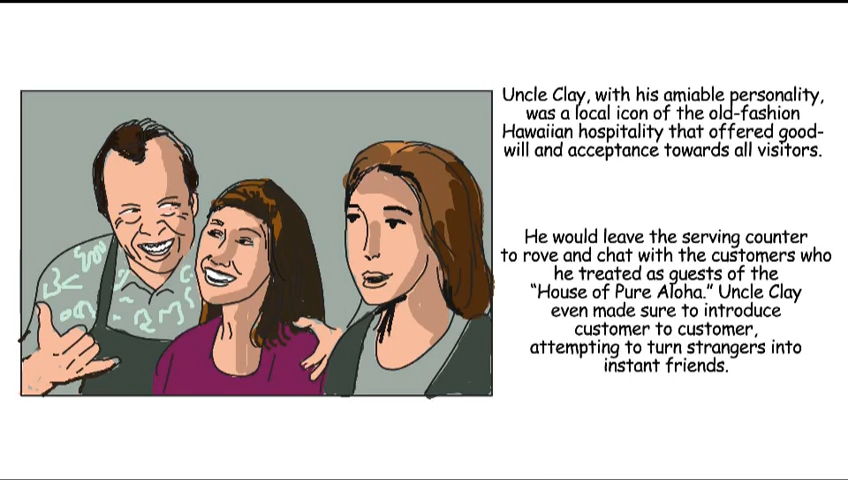 Uncle Clay, with his amiable personality,
was a local icon of the old-fashion
Hawaiian hospitality that offered good-
will and acceptance towards all visitors.
He would leave the serving counter
to rove and chat with the customers who
he treated as guests of the
“House of Pure Aloha.” Uncle Clay
even made sure to introduce
customer to customer,
attempting to turn strangers into
instant friends.